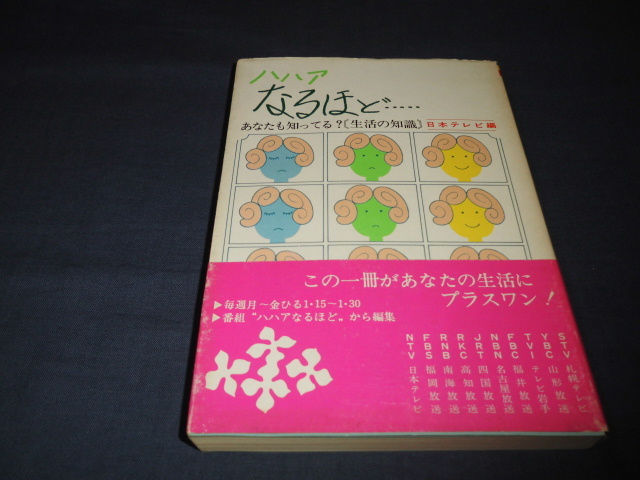 ハハア
なるほど・・・・・
あなたも知ってる?〔生活の知識〕日本テレビ編
この一冊があなたの生活に
プラスワン!
▶毎週月～金ひる1・15～1・30
▶番組〝ハハアなるほど〟から編集
STV 札幌テレビ
YBC 山形放送
TVI テレビ岩手
FBC 福井放送
NBN 名古屋放送
JRT 四国放送
RKC 高知放送
RNB 南海放送
FBS 福岡放送
NTV 日本テレビ